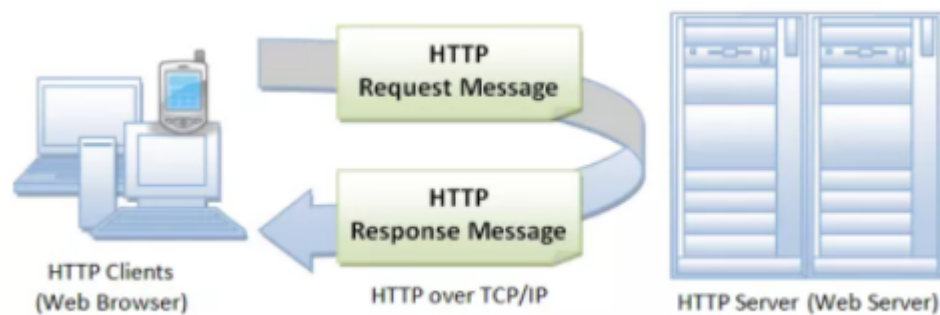 HTTP
Request Message
HTTP
Response Message
HTTP Clients
(Web Browser)
HTTP over TCP/IP
HTTP Server (Web Server)